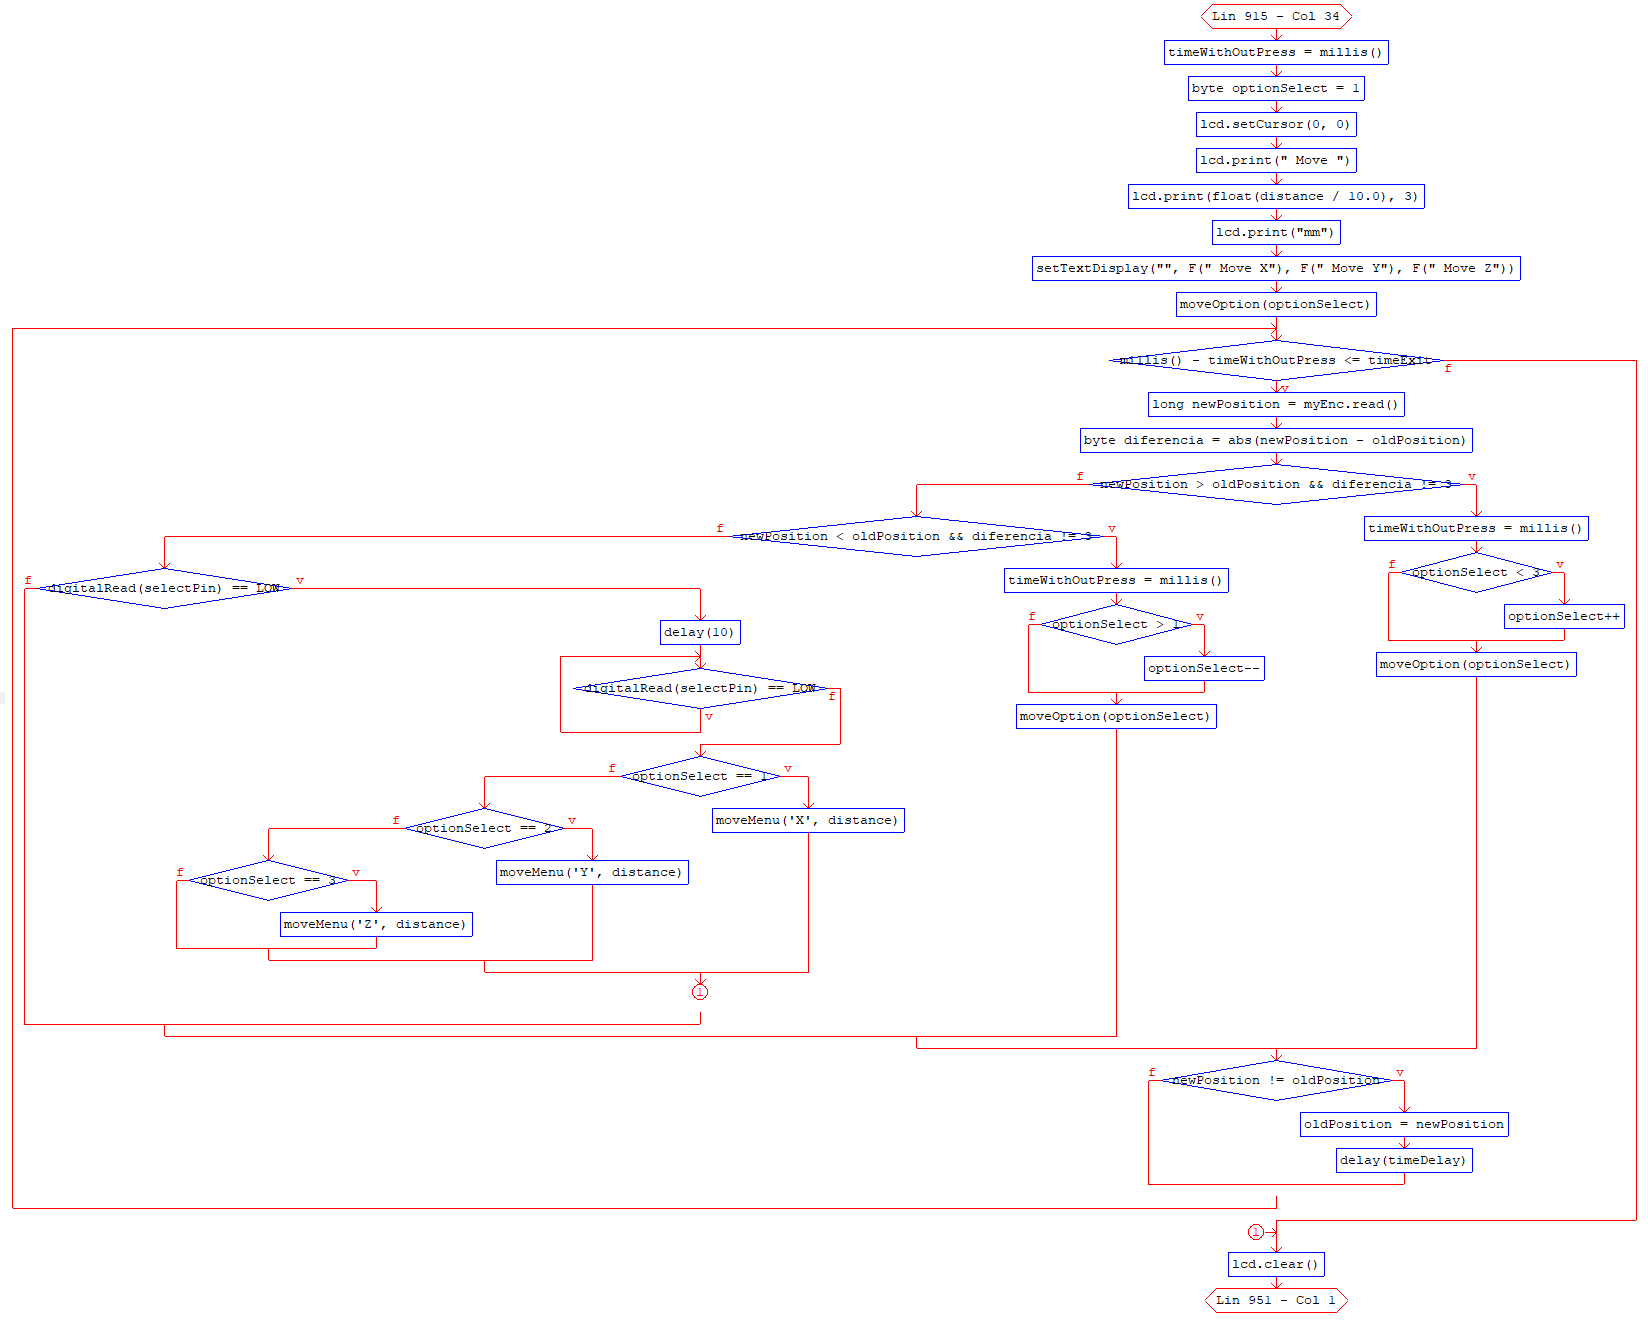 Lin 915 - Col 34
timeWithOutPress = millis()
byte optionSelect = 1
lcd.setCursor(0, 0)
lcd.print(" Move ")
lcd.print(float(distance / 10.0), 3)
lcd.print("mm")
setTextDisplay("", F(" Move X"), F(" Move Y"), F(" Move Z"))
moveOption(optionSelect)
millis() - timeWithOutPress <= timeExit
f
v
long newPosition = myEnc.read()
byte diferencia = abs(newPosition - oldPosition)
f
newPosition > oldPosition && diferencia != 3
v
f
newPosition < oldPosition && diferencia != 3
v
timeWithOutPress = millis()
f
optionSelect < 3
v
optionSelect++
moveOption(optionSelect)
timeWithOutPress = millis()
f
optionSelect > 1
v
optionSelect--
moveOption(optionSelect)
f
digitalRead(selectPin) == LOW
v
delay(10)
digitalRead(selectPin) == LOW
f
v
f
optionSelect == 1
v
moveMenu('X', distance)
f
optionSelect == 2
v
moveMenu('Y', distance)
f
optionSelect == 3
v
moveMenu('Z', distance)
1
f
newPosition != oldPosition
v
oldPosition = newPosition
delay(timeDelay)
1
lcd.clear()
Lin 951 - Col 1